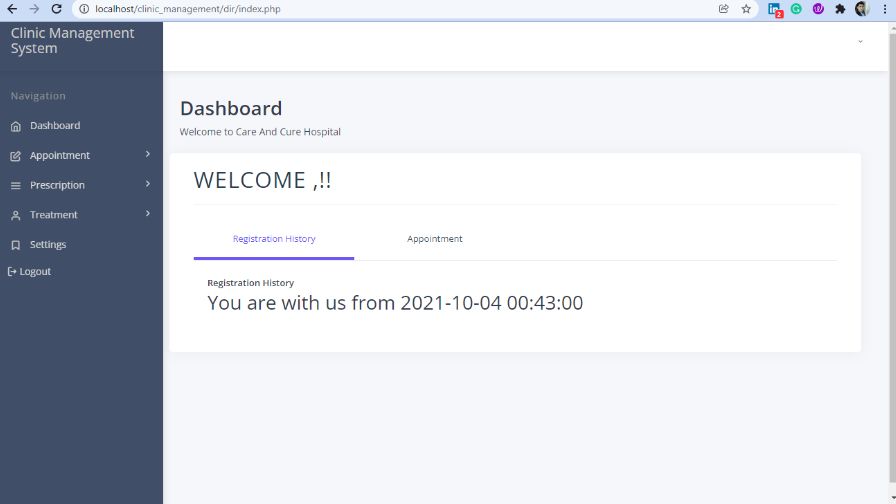 localhost/clinic_management/dir/index.php
in
2
Clinic Management
System
Navigation
Dashboard
Appointment
Prescription
Treatment
Settings
Logout
Dashboard
Welcome to Care And Cure Hospital
WELCOME ,!!
Registration History
Appointment
Registration History
You are with us from 2021-10-04 00:43:00